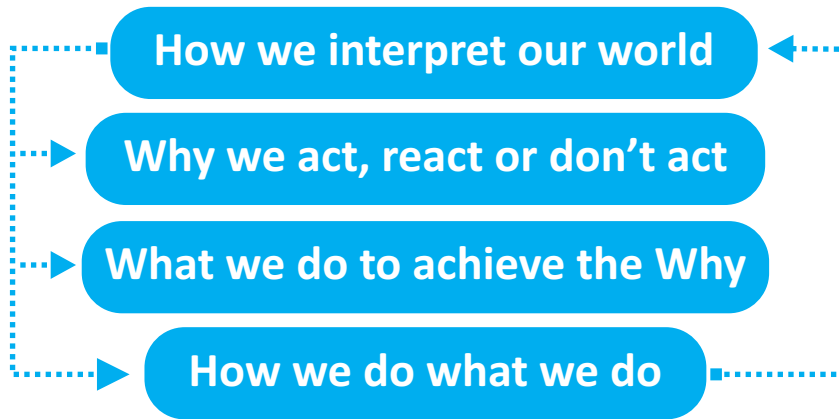 How we interpret our world
Why we act, react or don’t act
What we do to achieve the Why
How we do what we do